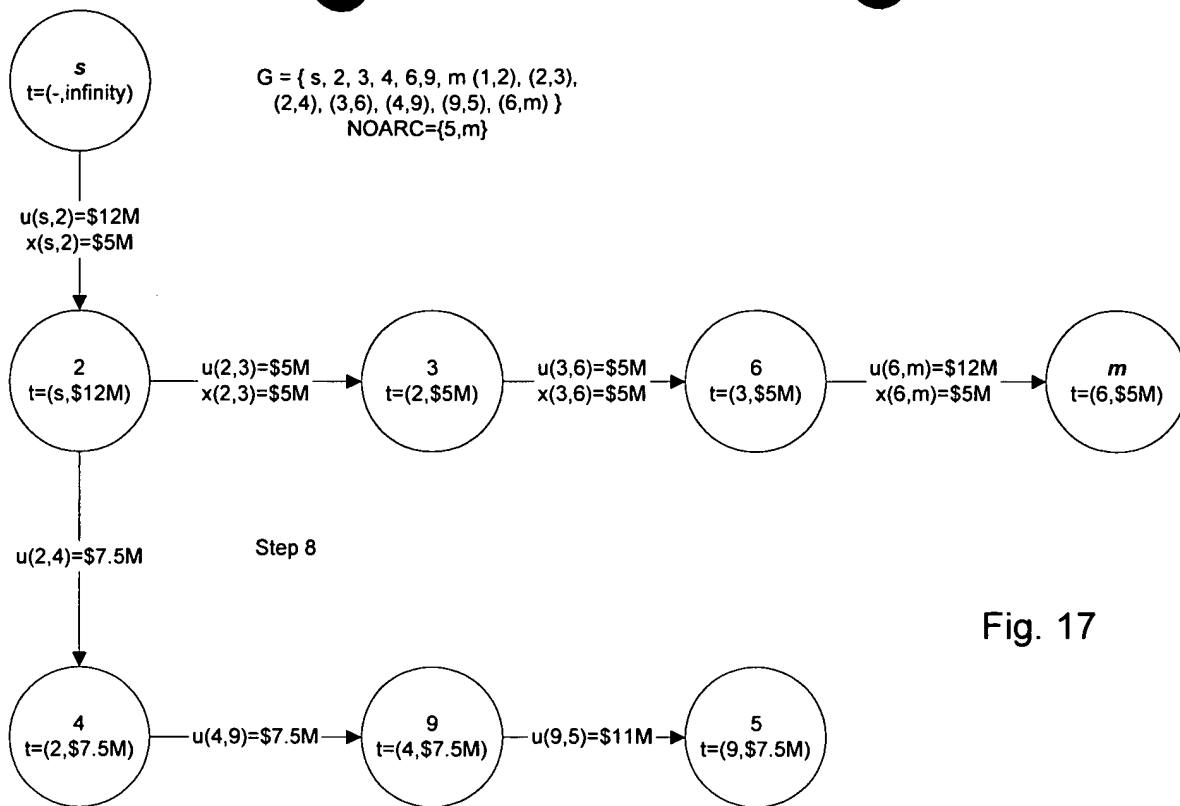 s
t=(-,infinity)
G = { s, 2, 3, 4, 6,9, m (1,2), (2,3),
(2,4), (3,6), (4,9), (9,5), (6,m) }
NOARC={5,m}
u(s,2)=$12M
x(s,2)=$5M
2
t=(s,$12M)
u(2,3)=$5M
x(2,3)=$5M
3
t=(2,$5M)
u(3,6)=$5M
x(3,6)=$5M
6
t=(3,$5M)
u(6,m)=$12M
x(6,m)=$5M
m
t=(6,$5M)
u(2,4)=$7.5M
Step 8
Fig. 17
4
t=(2,$7.5M)
u(4,9)=$7.5M
9
t=(4,$7.5M)
u(9,5)=$11M
5
t=(9,$7.5M)